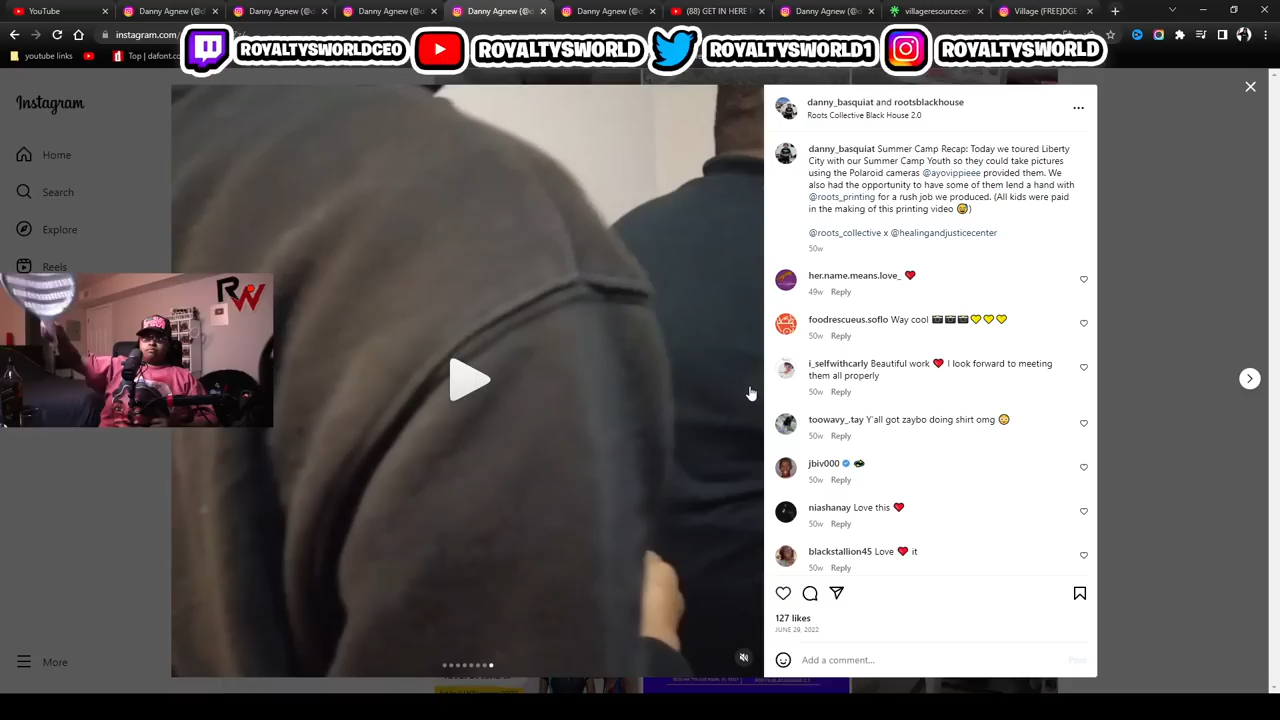 YouTube
Danny Agnew (@
Danny Agnew (@
Danny Agnew (@
Danny Agnew (@
Danny Agnew (@
(88) GET IN HERE
Danny Agnew (@
villageresourcecen
Village (FREE)DGE
instagram.com
ROYALTYSWORLDCEO
ROYALTYSWORLD
ROYALTYSWORLD1
ROYALTYSWORLD
youtube links
Top | dafont.co
Instagram
Home
Search
Explore
Reels
RW
More
danny_basquiat and rootsblackhouse
Roots Collective Black House 2.0
danny_basquiat Summer Camp Recap: Today we toured Liberty
City with our Summer Camp Youth so they could take pictures
using the Polaroid cameras @ayovippieee provided them. We
also had the opportunity to have some of them lend a hand with
@roots_printing for a rush job we produced. (All kids were paid
in the making of this printing video 😅)
@roots_collective x @healingandjusticecenter
50w
her.name.means.love_ ❤️
49w Reply
foodrescueus.soflo Way cool 📸📸📸💛💛💛
50w Reply
i_selfwithcarly Beautiful work ❤️ I look forward to meeting
them all properly
50w Reply
toowavy_.tay Y'all got zaybo doing shirt omg 🥹
50w Reply
jbiv000
50w Reply
niashanay Love this ❤️
50w Reply
blackstallion45 Love ❤️ it
50w Reply
127 likes
JUNE 29, 2022
Add a comment…
Post